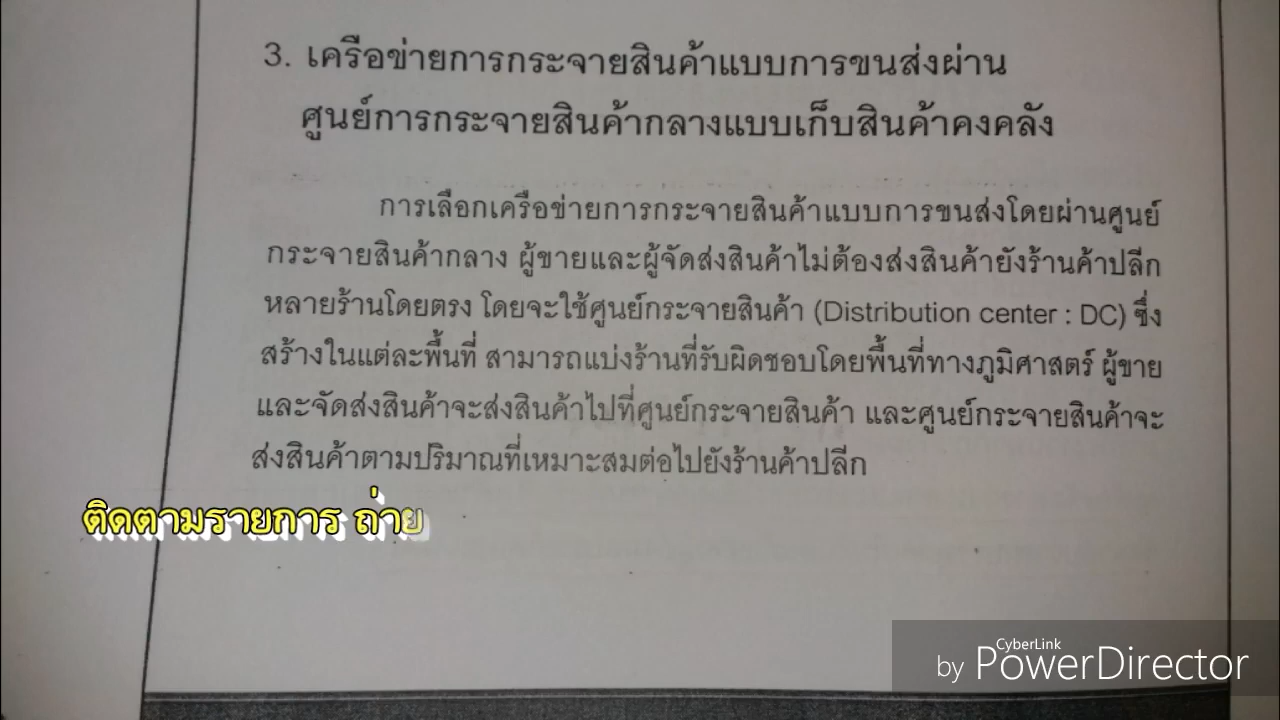 3. เครือข่ายการกระจายสินค้าแบบการขนส่งผ่าน
ศูนย์การกระจายสินค้ากลางแบบเก็บสินค้าคงคลัง
การเลือกเครือข่ายการกระจายสินค้าแบบการขนส่งโดยผ่านศูนย์
กระจายสินค้ากลาง ผู้ขายและผู้จัดส่งสินค้าไม่ต้องส่งสินค้ายังร้านค้าปลีก
หลายร้านโดยตรง โดยจะใช้ศูนย์กระจายสินค้า (Distribution center : DC) ซึ่ง
สร้างในแต่ละพื้นที่ สามารถแบ่งร้านที่รับผิดชอบโดยพื้นที่ทางภูมิศาสตร์ ผู้ขาย
และจัดส่งสินค้าจะส่งสินค้าไปที่ศูนย์กระจายสินค้า และศูนย์กระจายสินค้าจะ
ส่งสินค้าตามปริมาณที่เหมาะสมต่อไปยังร้านค้าปลีก
ติดตามรายการ ถ่าย
CyberLink
by PowerDirector